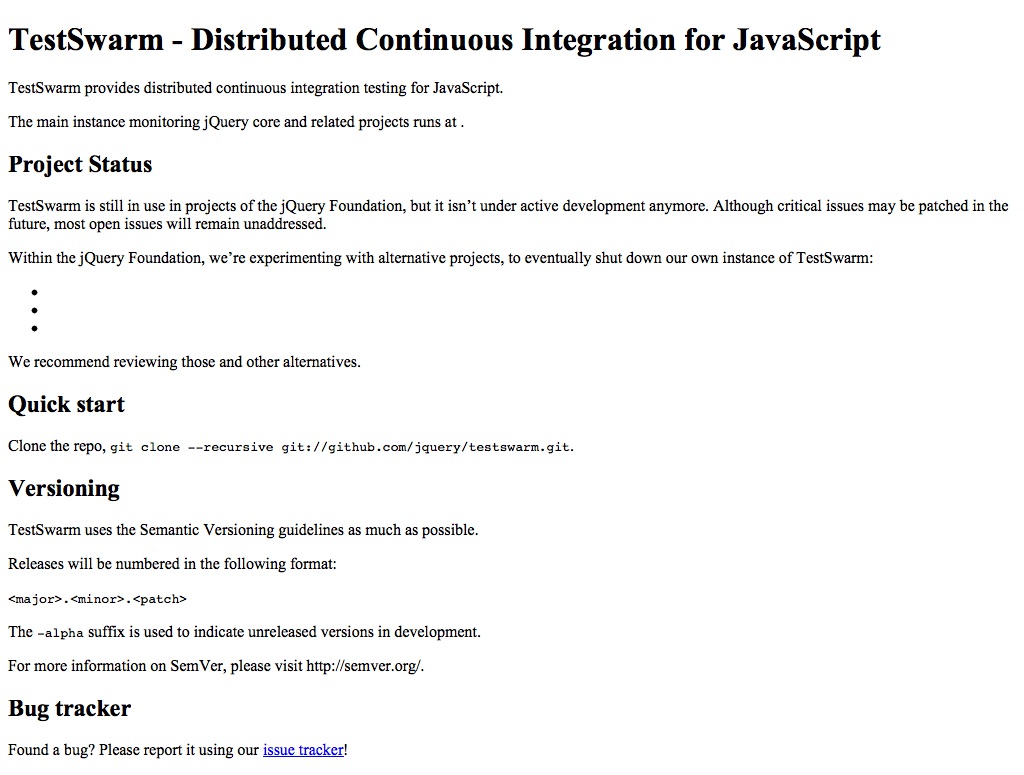 TestSwarm - Distributed Continuous Integration for JavaScript
TestSwarm provides distributed continuous integration testing for JavaScript.
The main instance monitoring jQuery core and related projects runs at .
Project Status
TestSwarm is still in use in projects of the jQuery Foundation, but it isn’t under active development anymore. Although critical issues may be patched in the
future, most open issues will remain unaddressed.
Within the jQuery Foundation, we’re experimenting with alternative projects, to eventually shut down our own instance of TestSwarm:
•
•
•
We recommend reviewing those and other alternatives.
Quick start
Clone the repo, git clone --recursive git://github.com/jquery/testswarm.git.
Versioning
TestSwarm uses the Semantic Versioning guidelines as much as possible.
Releases will be numbered in the following format:
<major>.<minor>.<patch>
The -alpha suffix is used to indicate unreleased versions in development.
For more information on SemVer, please visit http://semver.org/.
Bug tracker
Found a bug? Please report it using our issue tracker!